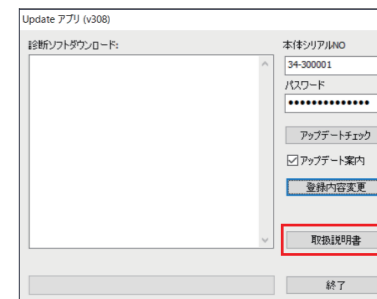 Update アプリ (v308)
診断ソフトダウンロード:
本体シリアルNO
34-300001
パスワード
●●●●●●●●●●●●●●
アップデートチェック
アップデート案内
登録内容変更
取扱説明書
終了